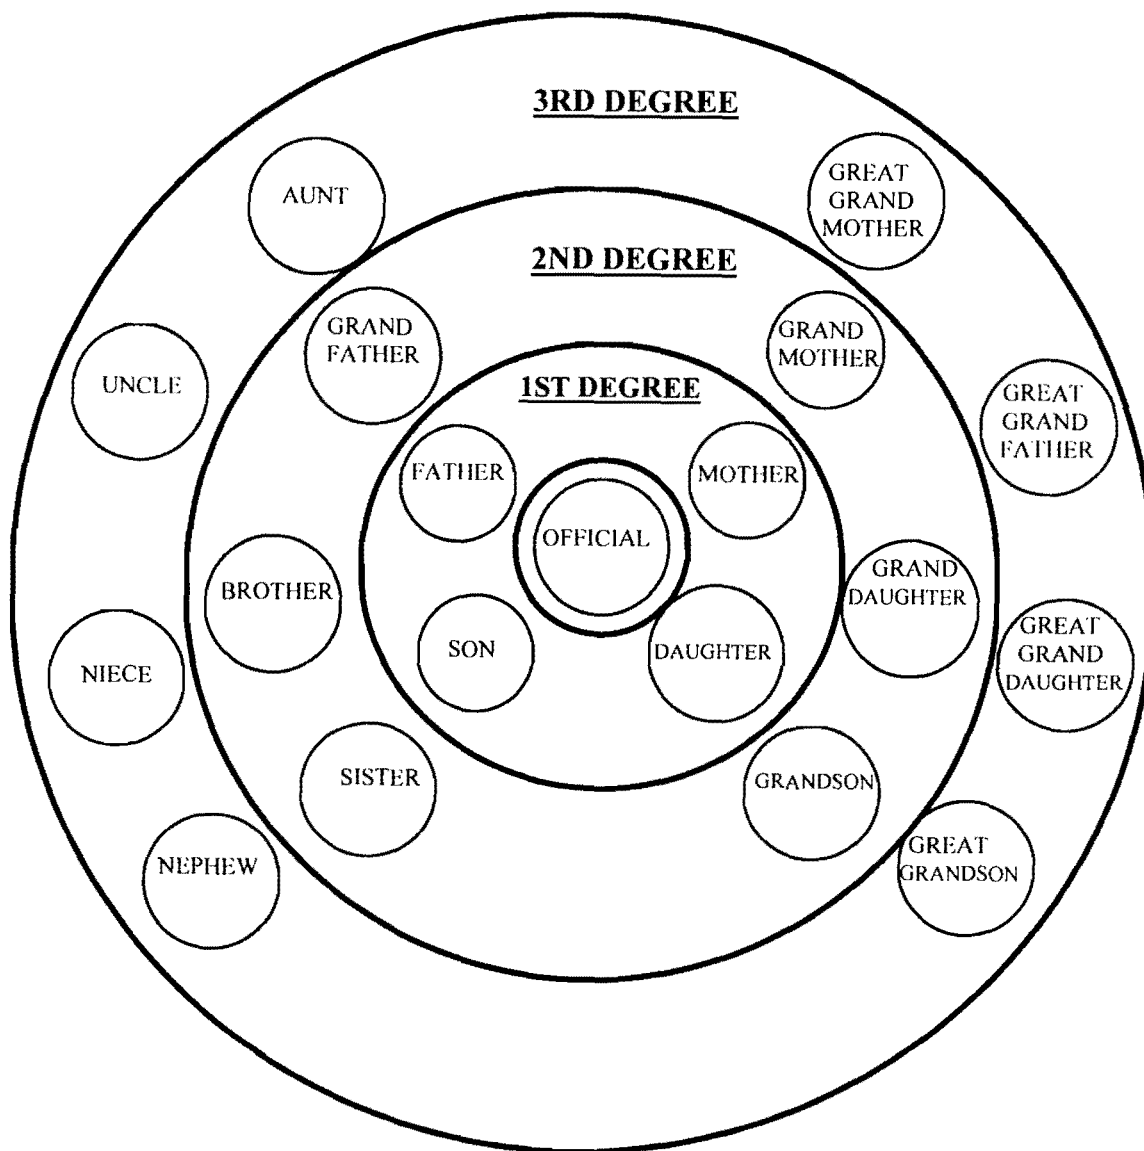 3RD DEGREE
AUNT
GREAT
GRAND
MOTHER
2ND DEGREE
GRAND
FATHER
GRAND
MOTHER
UNCLE
1ST DEGREE
GREAT
GRAND
FATHER
FATHER
MOTHER
OFFICIAL
BROTHER
GRAND
DAUGHTER
SON
DAUGHTER
NIECE
GREAT
GRAND
DAUGHTER
SISTER
GRANDSON
NEPHEW
GREAT
GRANDSON